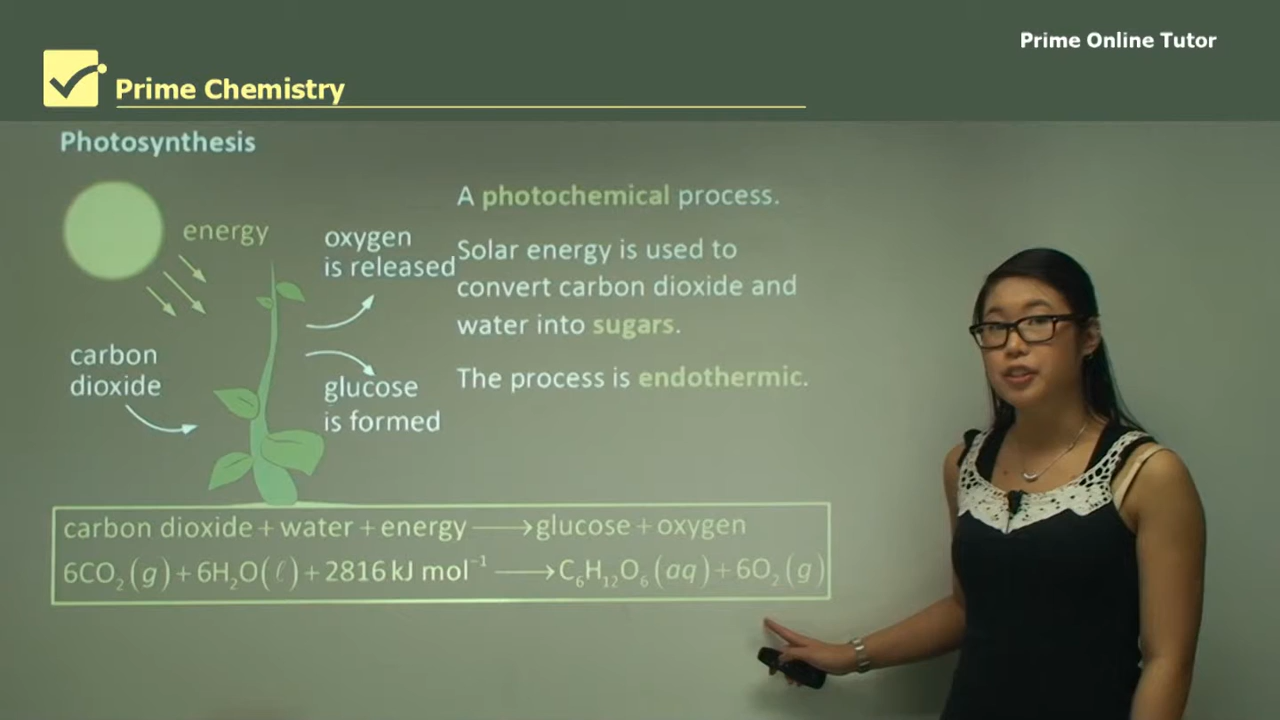 Prime Online Tutor
Prime Chemistry
Photosynthesis
energy
oxygen
is released
carbon
dioxide
glucose
is formed
A photochemical process.
Solar energy is used to
convert carbon dioxide and
water into sugars.
The process is endothermic.
carbon dioxide + water + energy ⟶ glucose + oxygen
6CO₂(g) + 6H₂O(ℓ) + 2816 kJ mol⁻¹ ⟶ C₆H₁₂O₆(aq) + 6O₂(g)